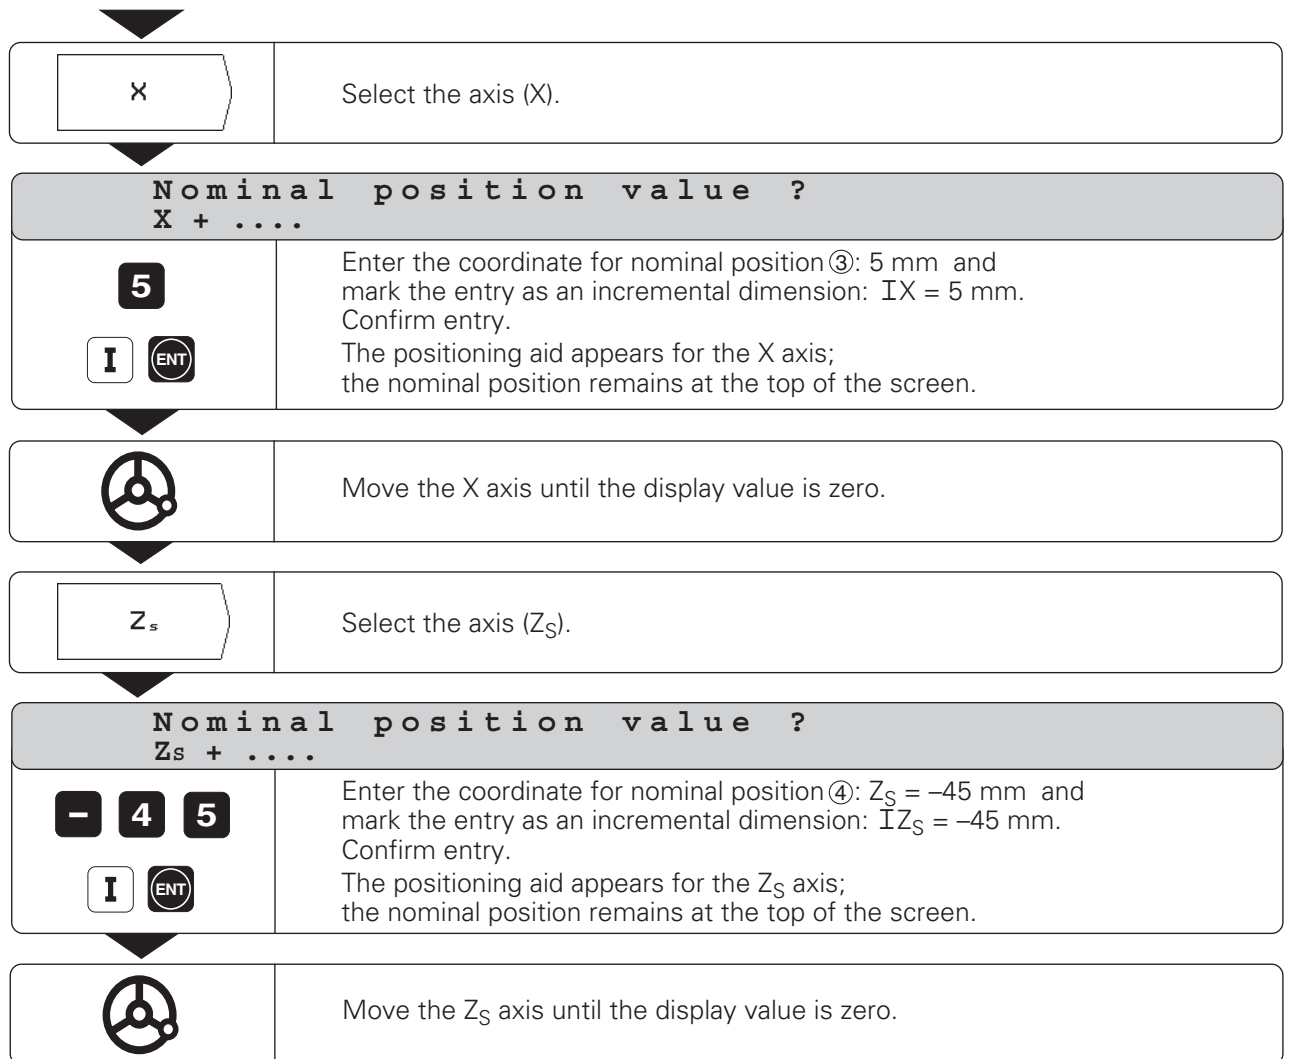 X
Select the axis (X).
Nominal position value ?
X + ....
5
Enter the coordinate for nominal position ③: 5 mm and
mark the entry as an incremental dimension: IX = 5 mm.
Confirm entry.
I ENT
The positioning aid appears for the X axis;
the nominal position remains at the top of the screen.
Move the X axis until the display value is zero.
Zs
Select the axis (ZS).
Nominal position value ?
Zs + ....
- 4 5
Enter the coordinate for nominal position ④: ZS = –45 mm and
mark the entry as an incremental dimension: IZS = –45 mm.
Confirm entry.
I ENT
The positioning aid appears for the ZS axis;
the nominal position remains at the top of the screen.
Move the ZS axis until the display value is zero.